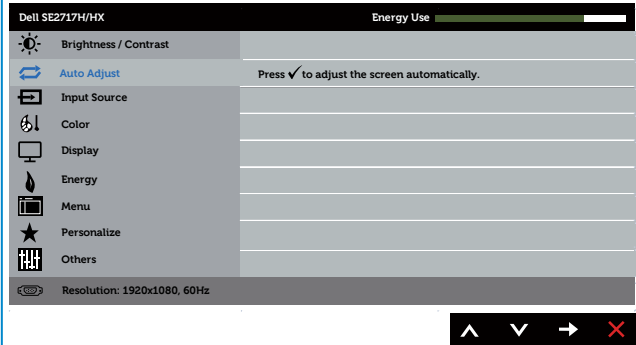 Dell SE2717H/HX Energy Use
Brightness / Contrast
Auto Adjust Press ✓ to adjust the screen automatically.
Input Source
Color
Display
Energy
Menu
Personalize
Others
Resolution: 1920x1080, 60Hz